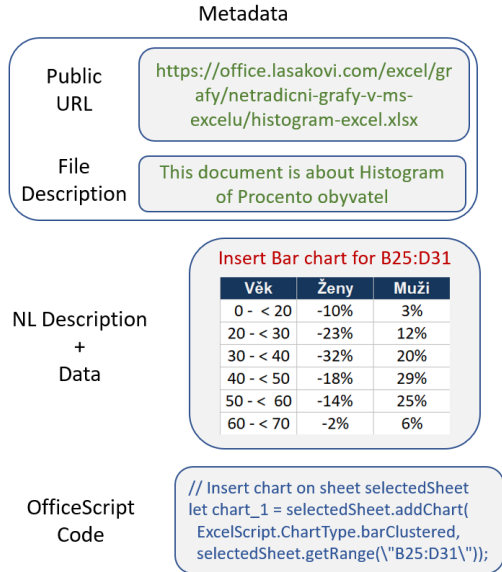 Metadata
Public
URL
https://office.lasakovi.com/excel/gr
afy/netradicni-grafy-v-ms-
excelu/histogram-excel.xlsx
File
Description
This document is about Histogram
of Procento obyvatel
NL Description
+
Data
Insert Bar chart for B25:D31
Věk Ženy Muži
0 - < 20 -10% 3%
20 - < 30 -23% 12%
30 - < 40 -32% 20%
40 - < 50 -18% 29%
50 - < 60 -14% 25%
60 - < 70 -2% 6%
OfficeScript
Code
// Insert chart on sheet selectedSheet
let chart_1 = selectedSheet.addChart(
ExcelScript.ChartType.barClustered,
selectedSheet.getRange(\"B25:D31\"));